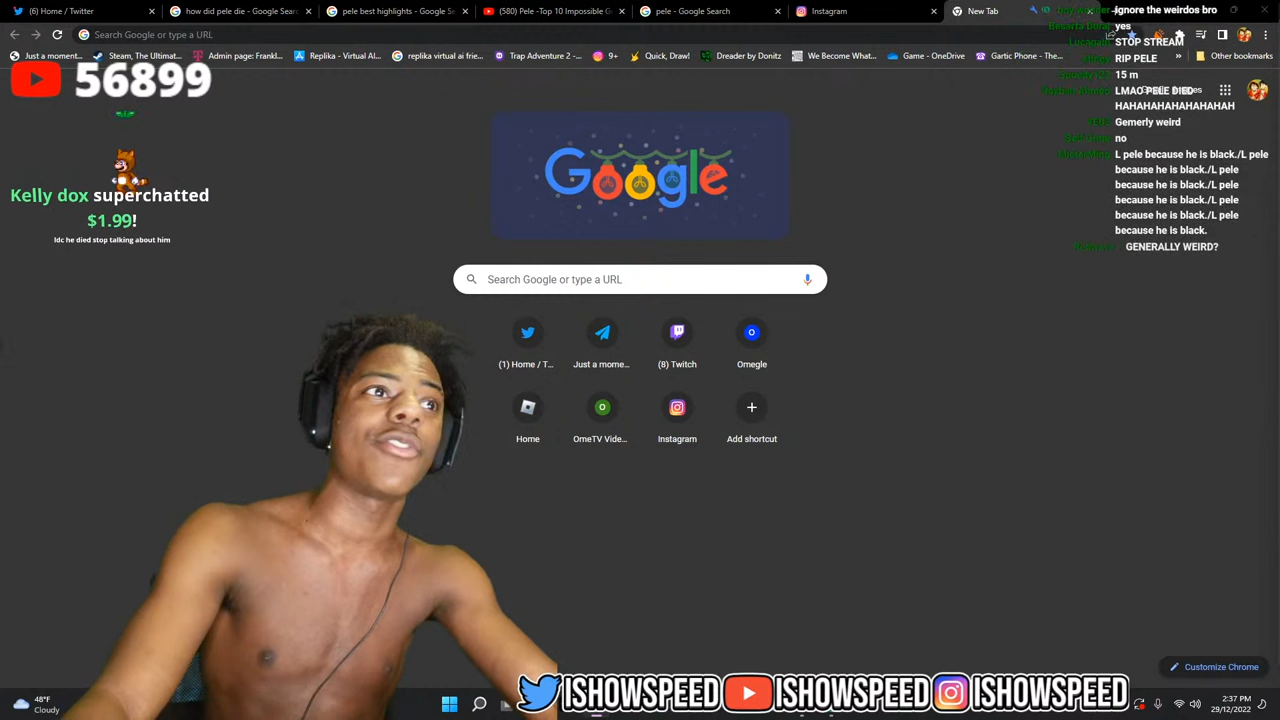 (6) Home / Twitter
how did pele die - Google Sear
pele best highlights - Google Se
(580) Pele -Top 10 Impossible G
pele - Google Search
Instagram
New Tab
ignore the weirdos bro
Search Google or type a URL
yes
Just a moment...
Steam, The Ultimat...
Admin page: Frankl...
Replika - Virtual AI...
replika virtual ai frie...
Trap Adventure 2 -...
9+
Quick, Draw!
Dreader by Donitz
We Become What...
Game - OneDrive
Gartic Phone - The...
Other bookmarks
STOP STREAM
RIP PELE
15 m
LMAO PELE DIED
HAHAHAHAHAHAHAHAH
Gemerly weird
no
L pele because he is black./L pele
because he is black./L pele
because he is black./L pele
because he is black./L pele
because he is black./L pele
because he is black.
GENERALLY WEIRD?
56899
Kelly dox superchatted
$1.99!
Idc he died stop talking about him
Google
Search Google or type a URL
(1) Home / T...
Just a mome...
(8) Twitch
Omegle
Home
OmeTV Vide...
Instagram
Add shortcut
Customize Chrome
48°F
Cloudy
ISHOWSPEED
ISHOWSPEED
ISHOWSPEED
2:37 PM
29/12/2022